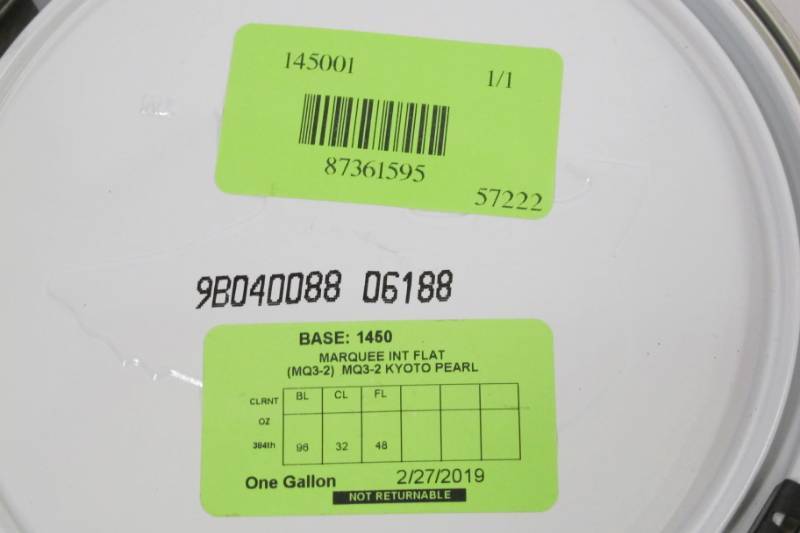 145001 1/1
87361595
57222
9B040088 06188
BASE: 1450
MARQUEE INT FLAT
(MQ3-2) MQ3-2 KYOTO PEARL
CLRNT BL CL FL
OZ
384th 96 32 48
One Gallon 2/27/2019
NOT RETURNABLE